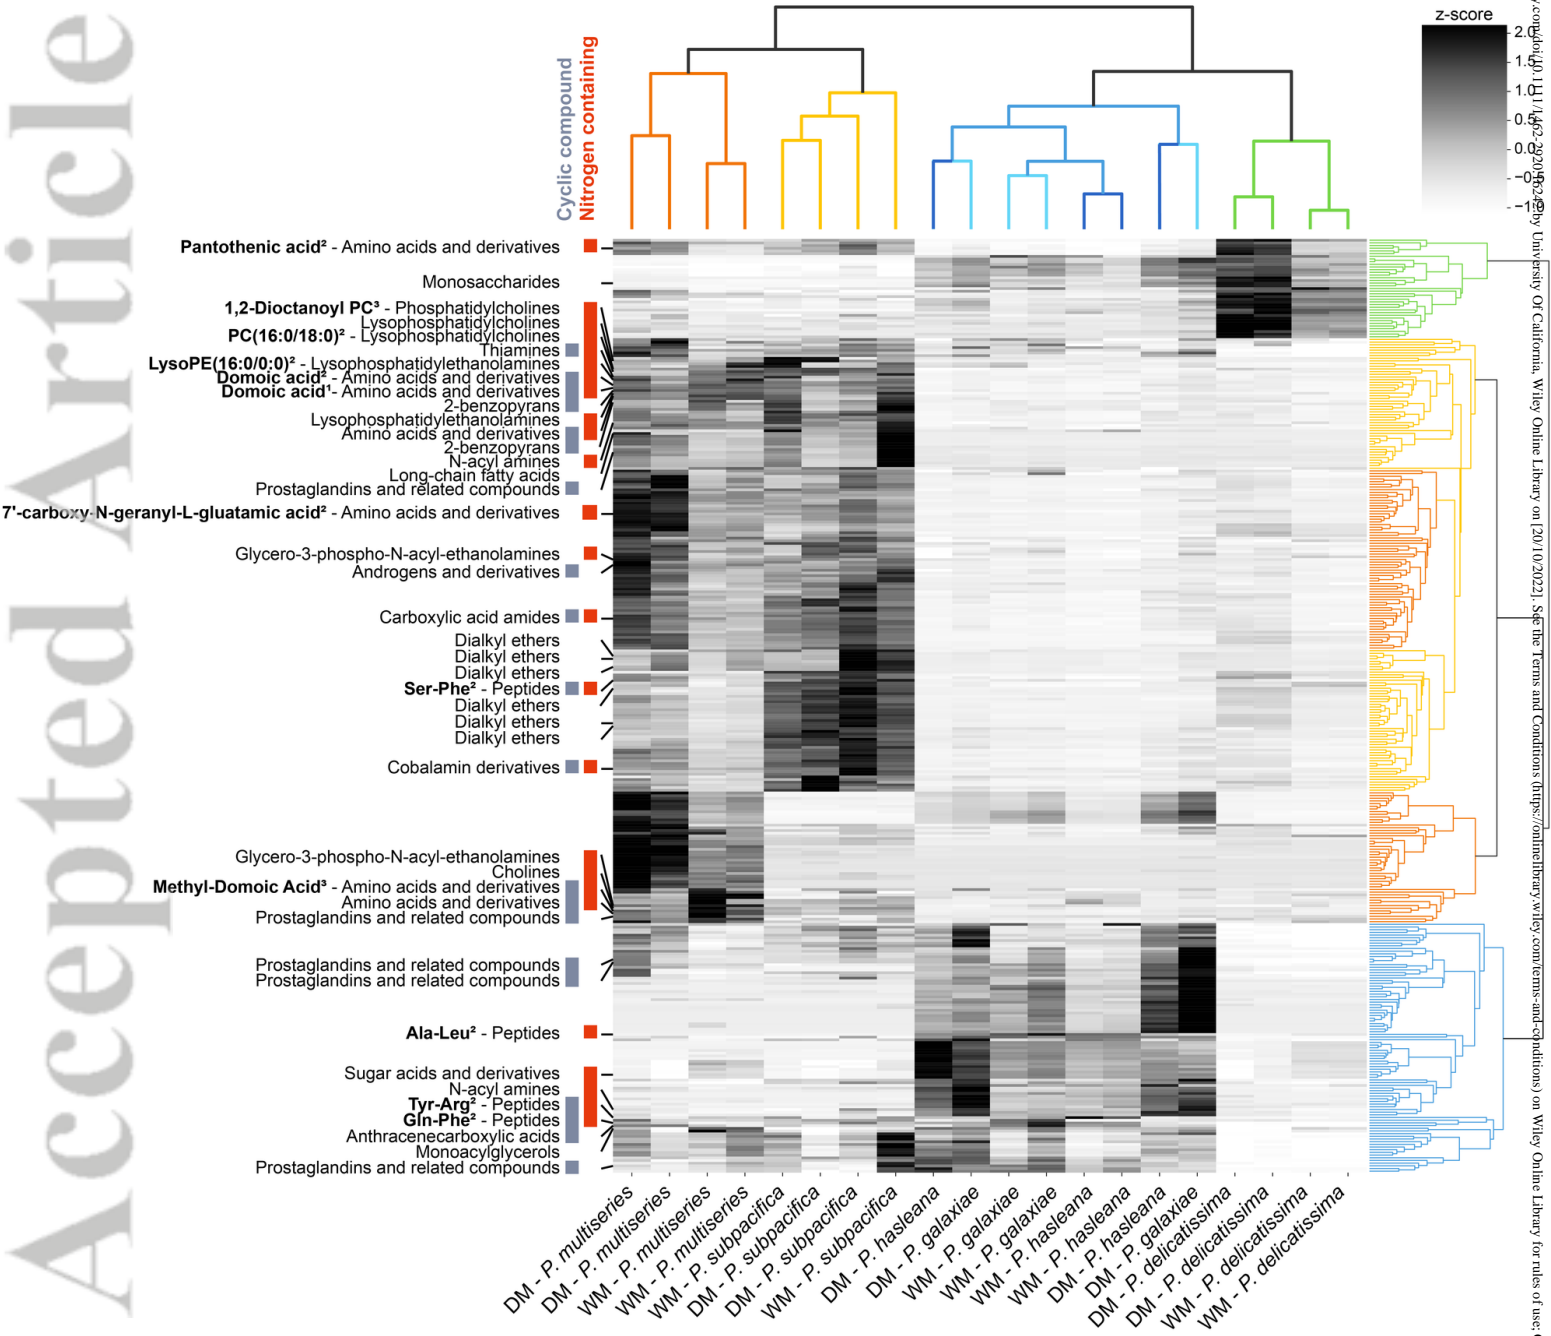 Accepted Article
z-score
2.0
1.5
1.0
0.5
0.0
−0.5
Cyclic compound
Nitrogen containing
Pantothenic acid² - Amino acids and derivatives
Monosaccharides
1,2-Dioctanoyl PC³ - Phosphatidylcholines
Lysophosphatidylcholines
PC(16:0/18:0)² - Lysophosphatidylcholines
Thiamines
LysoPE(16:0/0:0)² - Lysophosphatidylethanolamines
Domoic acid² - Amino acids and derivatives
Domoic acid¹- Amino acids and derivatives
2-benzopyrans
Lysophosphatidylethanolamines
Amino acids and derivatives
2-benzopyrans
N-acyl amines
Long-chain fatty acids
Prostaglandins and related compounds
7'-carboxy-N-geranyl-L-gluatamic acid² - Amino acids and derivatives
Glycero-3-phospho-N-acyl-ethanolamines
Androgens and derivatives
Carboxylic acid amides
Dialkyl ethers
Dialkyl ethers
Dialkyl ethers
Ser-Phe² - Peptides
Dialkyl ethers
Dialkyl ethers
Dialkyl ethers
Cobalamin derivatives
Glycero-3-phospho-N-acyl-ethanolamines
Cholines
Methyl-Domoic Acid³ - Amino acids and derivatives
Amino acids and derivatives
Prostaglandins and related compounds
Prostaglandins and related compounds
Prostaglandins and related compounds
Ala-Leu² - Peptides
Sugar acids and derivatives
N-acyl amines
Tyr-Arg² - Peptides
Gln-Phe² - Peptides
Anthracenecarboxylic acids
Monoacylglycerols
Prostaglandins and related compounds
DM - P. multiseries
DM - P. multiseries
WM - P. multiseries
WM - P. multiseries
WM - P. subpacifica
DM - P. subpacifica
DM - P. subpacifica
WM - P. subpacifica
DM - P. hasleana
DM - P. galaxiae
WM - P. galaxiae
WM - P. galaxiae
WM - P. hasleana
WM - P. hasleana
DM - P. hasleana
DM - P. galaxiae
DM - P. delicatissima
DM - P. delicatissima
WM - P. delicatissima
WM - P. delicatissima
by University Of California, Wiley Online Library on [20/10/2022]. See the Terms and Conditions (https://onlinelibrary.wiley.com/terms-and-conditions) on Wiley Online Library for rules of use;